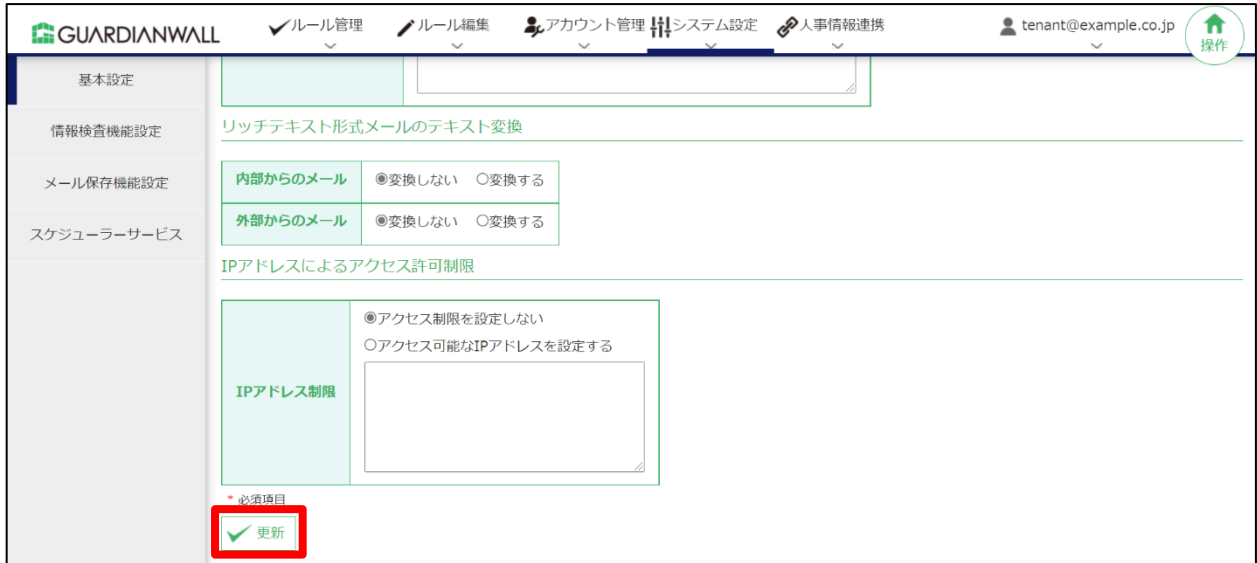 GUARDIANWALL
ルール管理
ルール編集
アカウント管理
システム設定
人事情報連携
tenant@example.co.jp
操作
基本設定
情報検査機能設定
メール保存機能設定
スケジューラーサービス
リッチテキスト形式メールのテキスト変換
内部からのメール 変換しない 変換する
外部からのメール 変換しない 変換する
IPアドレスによるアクセス許可制限
アクセス制限を設定しない
アクセス可能なIPアドレスを設定する
IPアドレス制限
* 必須項目
更新